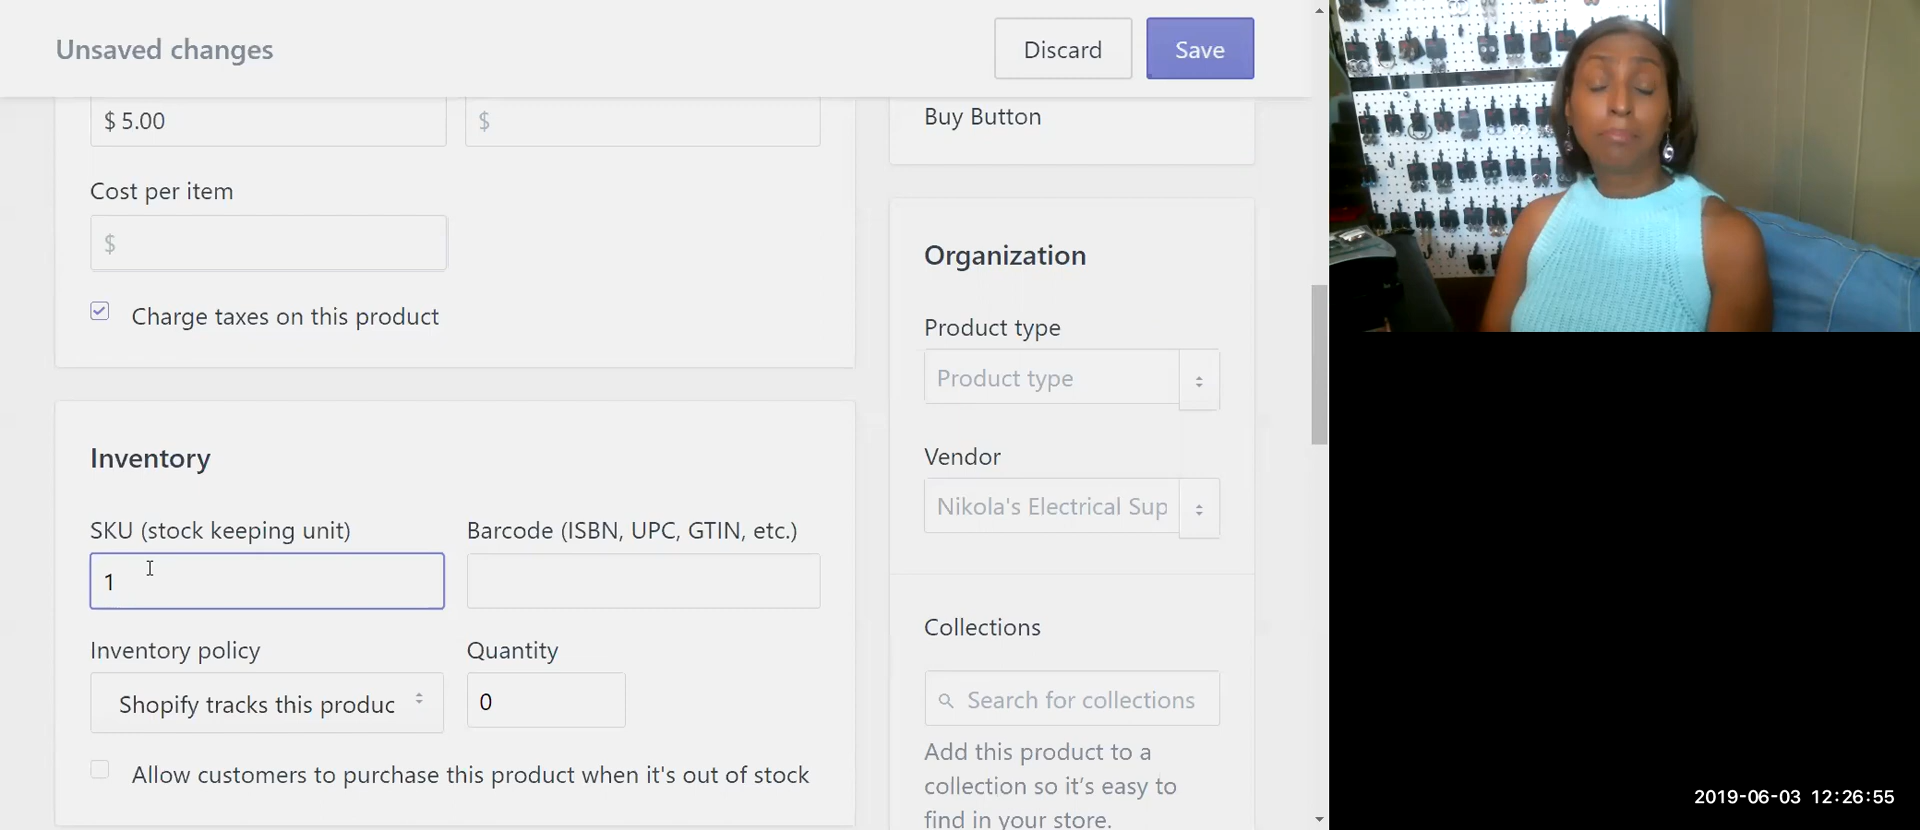 Unsaved changes
Discard
Save
$ 5.00
$
Cost per item
$
Charge taxes on this product
Inventory
SKU (stock keeping unit)
Barcode (ISBN, UPC, GTIN, etc.)
1
Inventory policy
Quantity
Shopify tracks this produc
0
Allow customers to purchase this product when it's out of stock
Buy Button
Organization
Product type
Product type
Vendor
Nikola's Electrical Sup
Collections
Search for collections
Add this product to a
collection so it’s easy to
find in your store.
2019-06-03 12:26:55